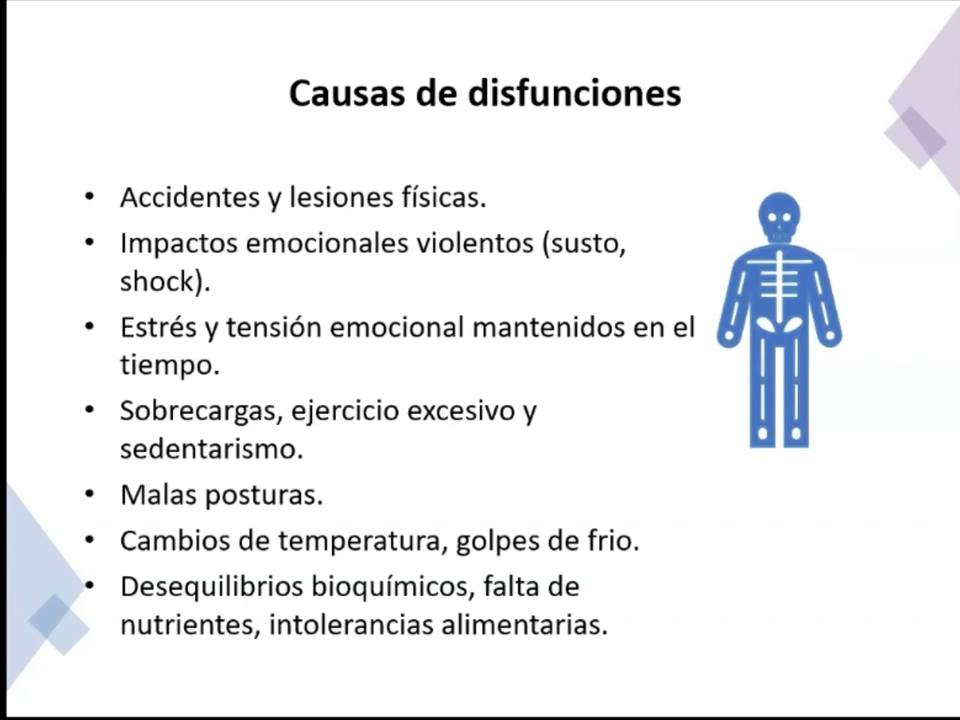 Causas de disfunciones
• Accidentes y lesiones físicas.
• Impactos emocionales violentos (susto,
shock).
• Estrés y tensión emocional mantenidos en el
tiempo.
• Sobrecargas, ejercicio excesivo y
sedentarismo.
• Malas posturas.
• Cambios de temperatura, golpes de frio.
• Desequilibrios bioquímicos, falta de
nutrientes, intolerancias alimentarias.